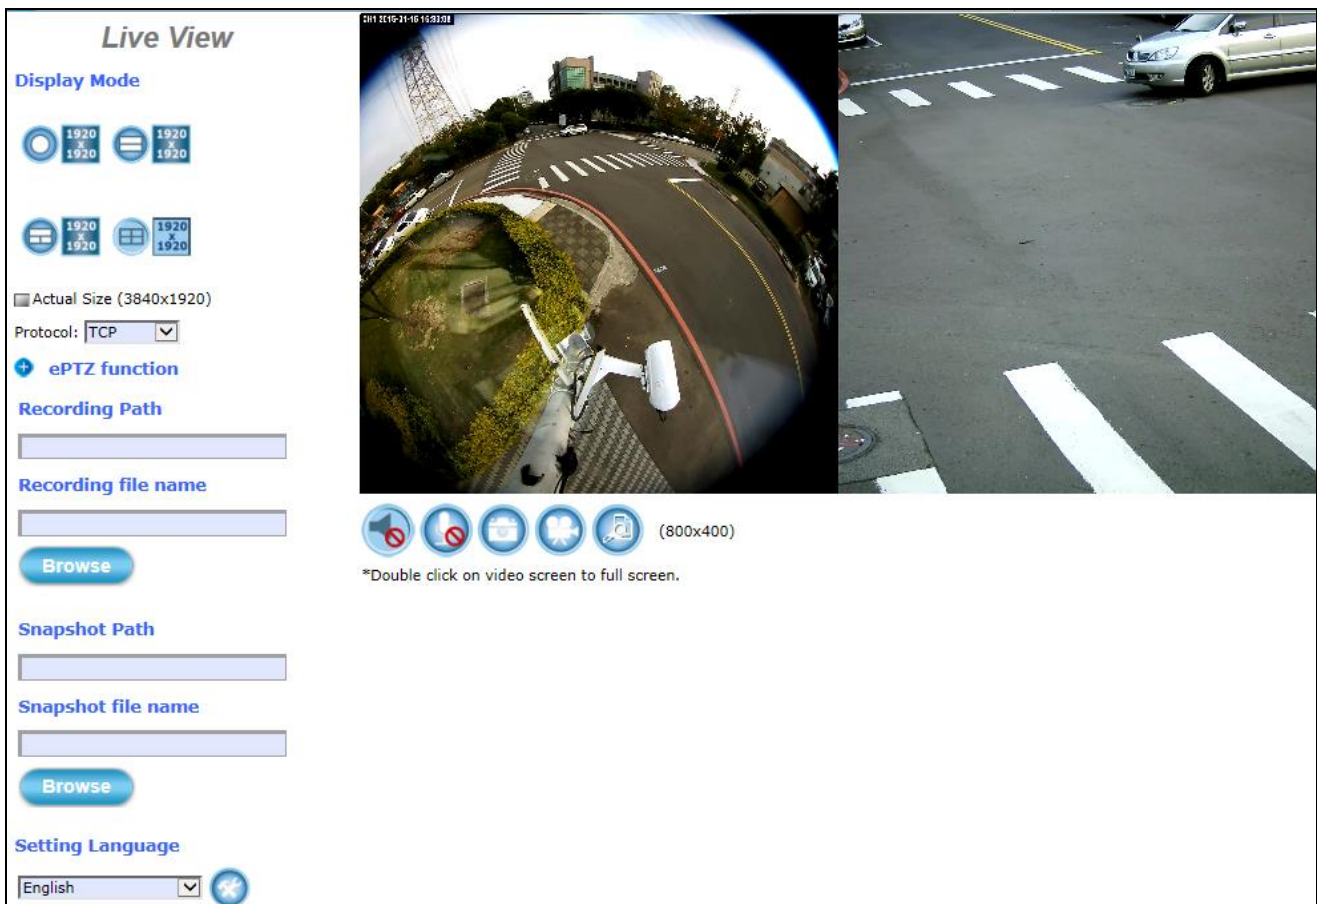 Live View
Display Mode
1920
x
1920
1920
x
1920
1920
x
1920
1920
x
1920
Actual Size (3840x1920)
Protocol: TCP
ePTZ function
Recording Path
Recording file name
Browse
Snapshot Path
Snapshot file name
Browse
Setting Language
English
(800x400)
*Double click on video screen to full screen.